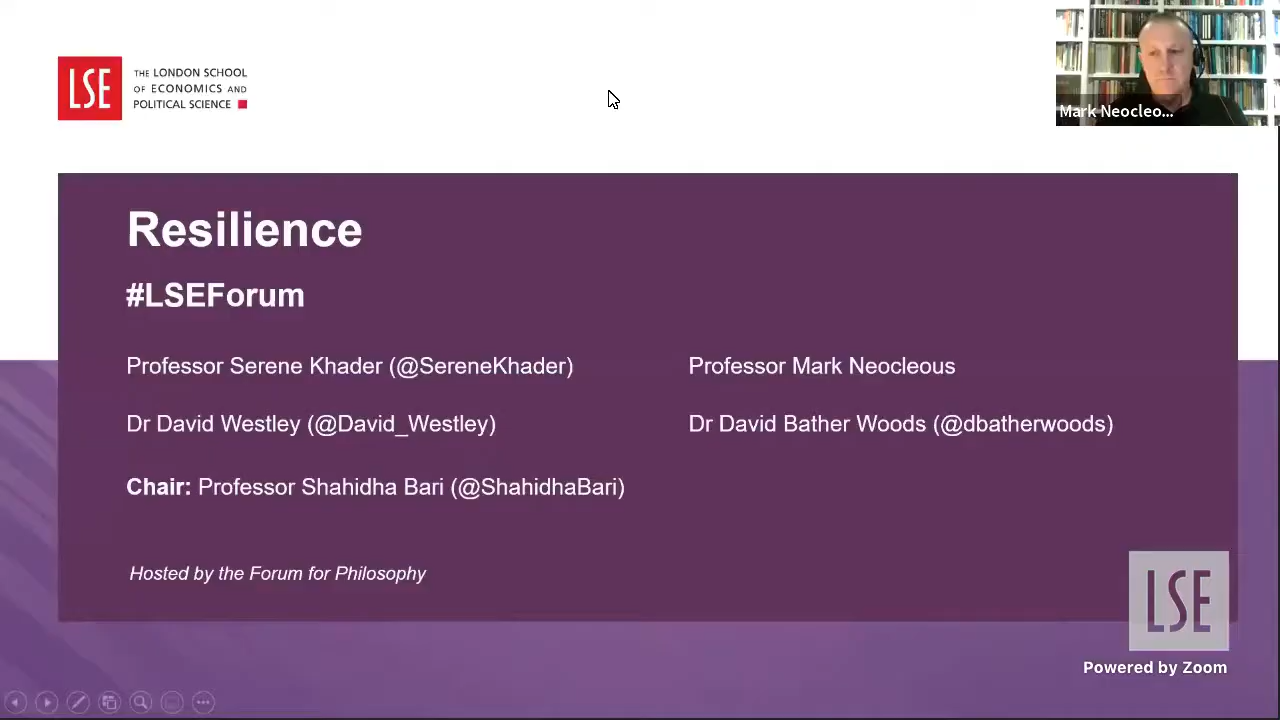 LSE
THE LONDON SCHOOL
OF ECONOMICS AND
POLITICAL SCIENCE
Mark Neocleo...
Resilience
#LSEForum
Professor Serene Khader (@SereneKhader)
Professor Mark Neocleous
Dr David Westley (@David_Westley)
Dr David Bather Woods (@dbatherwoods)
Chair: Professor Shahidha Bari (@ShahidhaBari)
Hosted by the Forum for Philosophy
LSE
Powered by Zoom